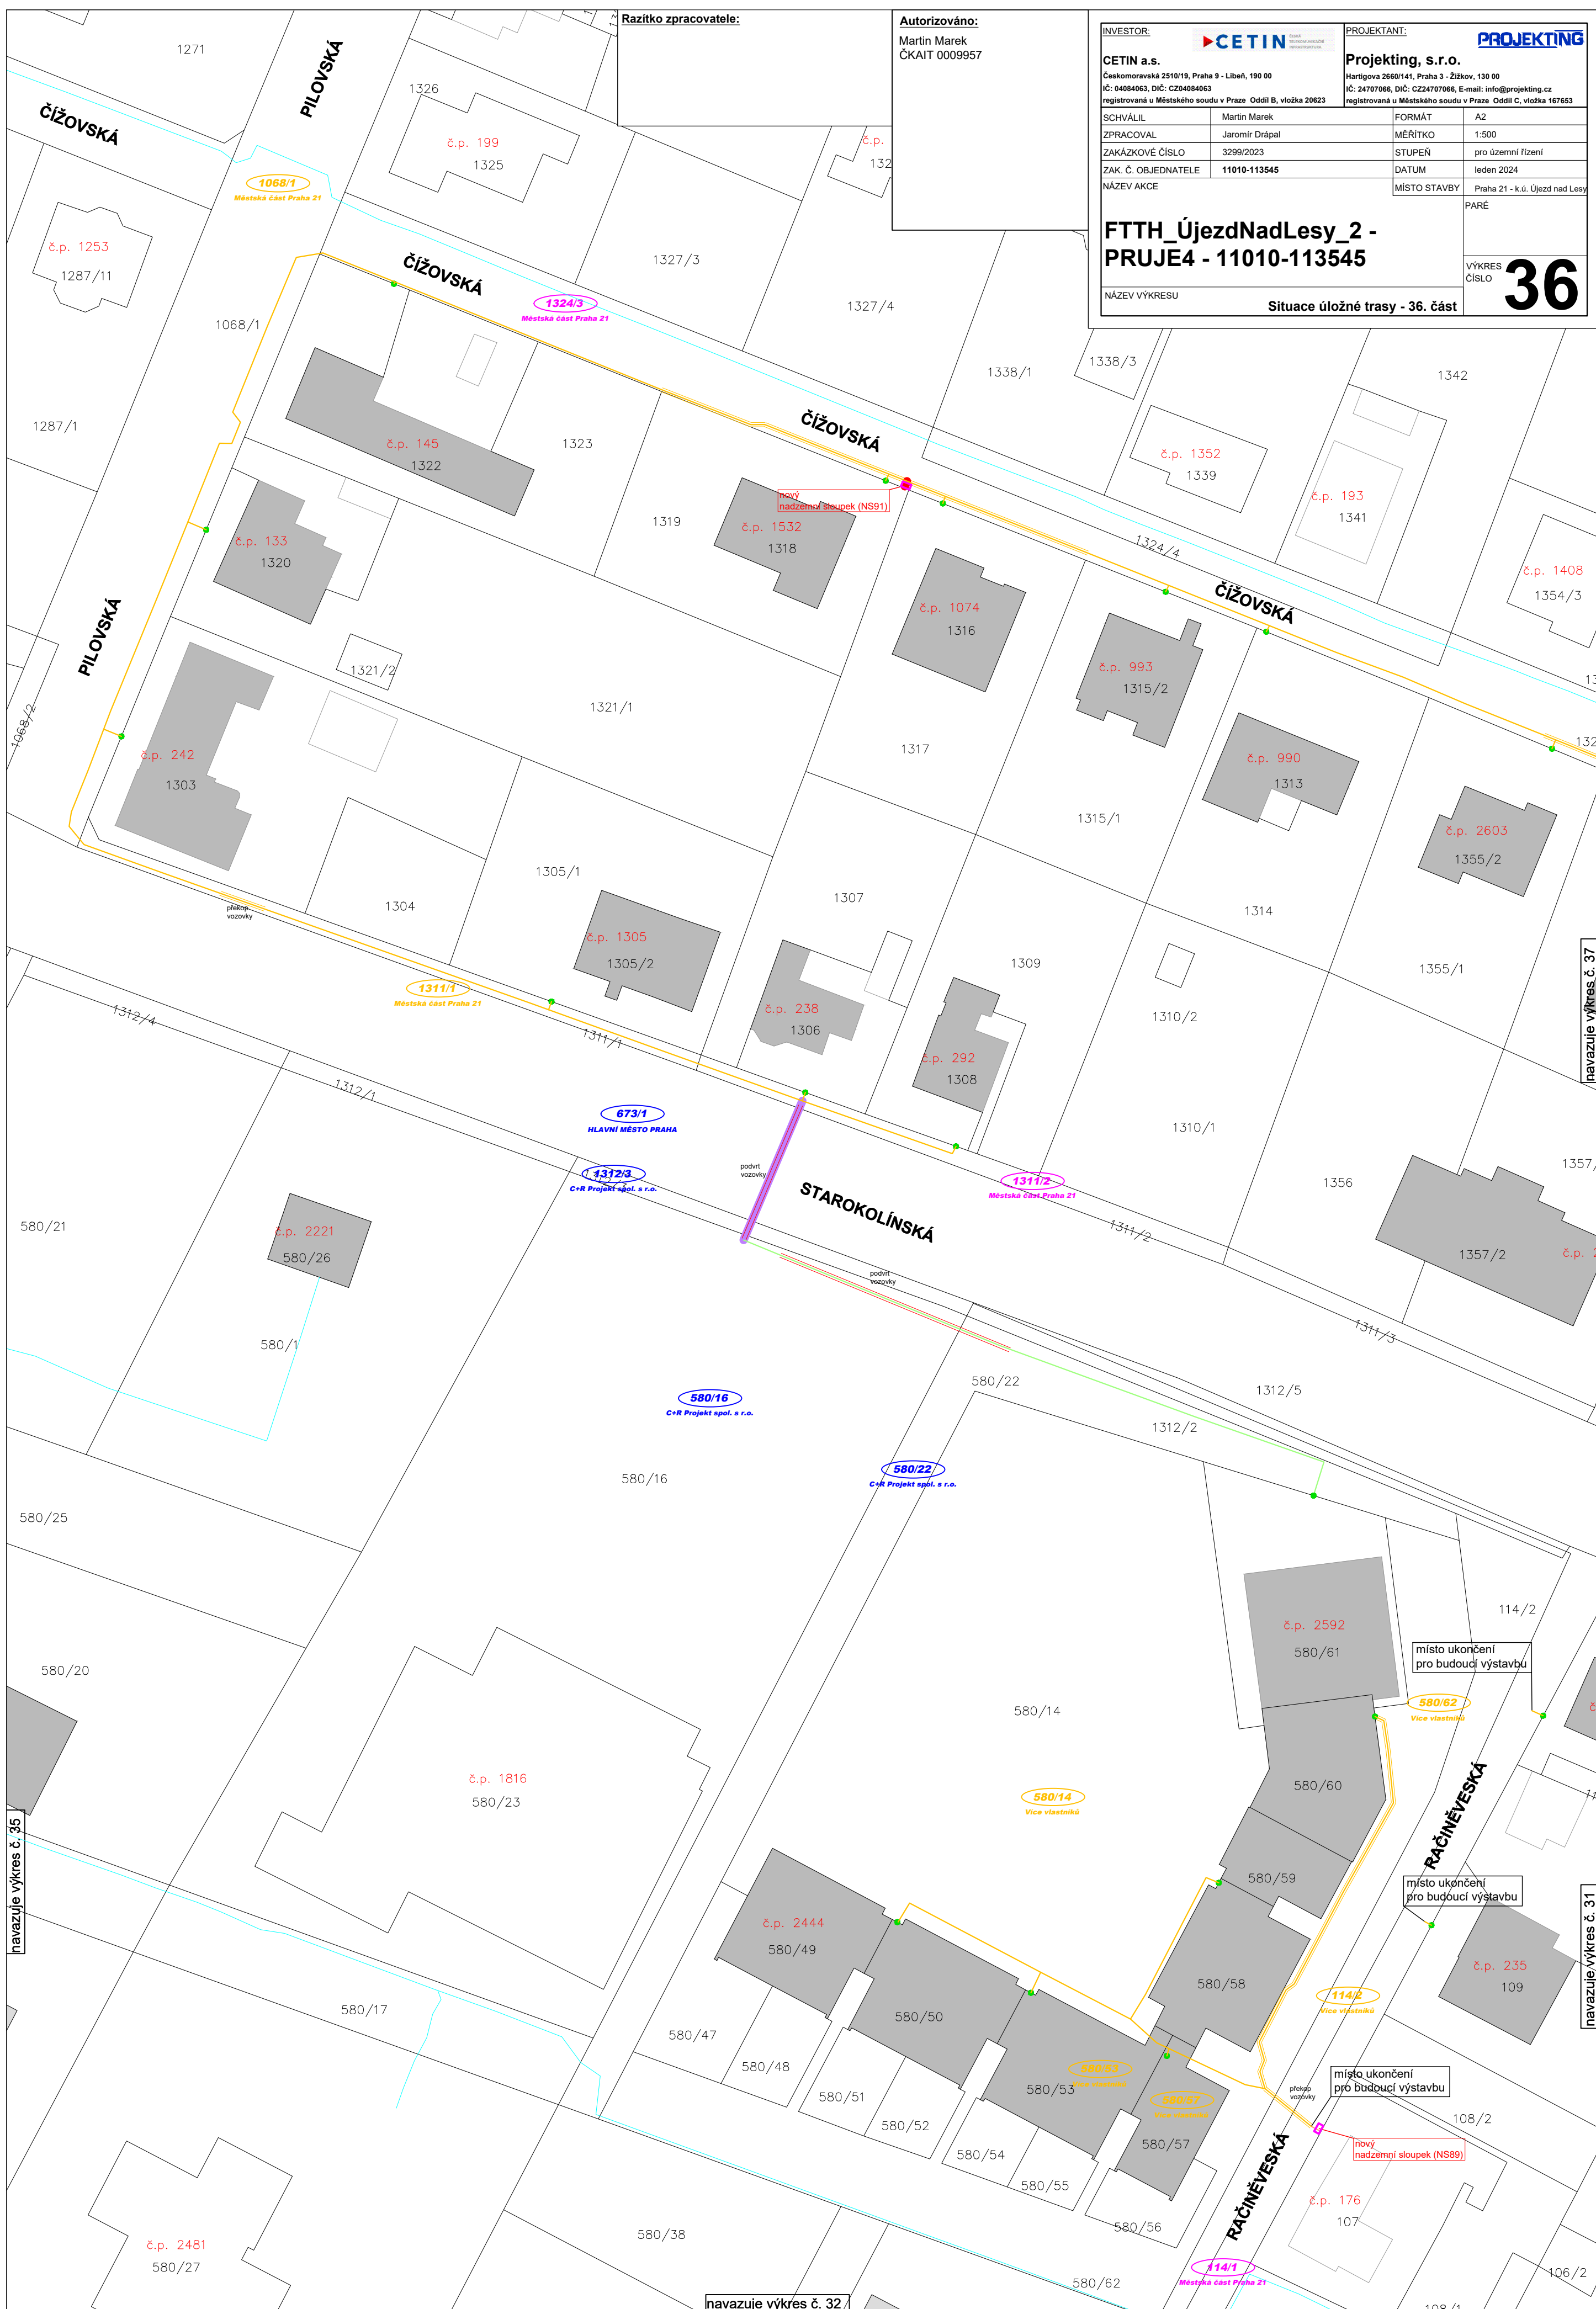 Razítko zpracovatele:
Autorizováno:
Martin Marek
ČKAIT 0009957
INVESTOR:
CETIN
CETIN a.s.
Českomoravská 2510/19, Praha 9 - Libeň, 190 00
IČ: 04084063, DIČ: CZ04084063
registrovaná u Městského soudu v Praze Oddíl B, vložka 20623
PROJEKTANT:
PROJEKTING
Projekting, s.r.o.
Hartigova 2660/141, Praha 3 - Žižkov, 130 00
IČ: 24707066, DIČ: CZ24707066, E-mail: info@projekting.cz
registrovaná u Městského soudu v Praze Oddíl C, vložka 167653
SCHVÁLIL Martin Marek FORMÁT A2
ZPRACOVAL Jaromír Drápal MĚŘÍTKO 1:500
ZAKÁZKOVÉ ČÍSLO 3299/2023 STUPEŇ pro územní řízení
ZAK. Č. OBJEDNATELE 11010-113545 DATUM leden 2024
NÁZEV AKCE
MÍSTO STAVBY Praha 21 - k.ú. Újezd nad Lesy
PARÉ
FTTH_ÚjezdNadLesy_2 -
PRUJE4 - 11010-113545
VÝKRES
ČÍSLO
36
NÁZEV VÝKRESU
Situace úložné trasy - 36. část
1271
PILOVSKÁ
1326
ČÍŽOVSKÁ
č.p. 199
1325
č.p.
132
1068/1
Městská část Praha 21
č.p. 1253
1287/11
1327/3
ČÍŽOVSKÁ
1324/3
Městská část Praha 21
1327/4
1068/1
1338/1
1338/3
1342
1287/1
č.p. 145
1322
1323
ČÍŽOVSKÁ
č.p. 1352
1339
č.p. 193
1341
nový
nadzemní sloupek (NS91)
1319
č.p. 1532
1318
č.p. 133
1320
1324/4
č.p. 1408
1354/3
ČÍŽOVSKÁ
č.p. 1074
1316
PILOVSKÁ
1321/2
č.p. 993
1315/2
1321/1
1068/2
1317
č.p. 242
1303
č.p. 990
1313
132
1315/1
č.p. 2603
1355/2
1305/1
1304
1307
1314
překop
vozovky
č.p. 1305
1305/2
1309
1355/1
navazuje výkres č. 37
1311/1
Městská část Praha 21
č.p. 238
1306
1310/2
1312/4
1311/1
č.p. 292
1308
1312/1
673/1
HLAVNÍ MĚSTO PRAHA
1310/1
1312/3
C+R Projekt spol. s r.o.
podvrt
vozovky
1311/2
Městská část Praha 21
1356
1357/
STAROKOLÍNSKÁ
580/21
č.p. 2221
580/26
1311/2
1357/2
č.p. 2
podvrt
vozovky
580/1
1311/3
580/22
1312/5
580/16
C+R Projekt spol. s r.o.
1312/2
580/22
C+R Projekt spol. s r.o.
580/16
580/25
č.p. 2592
580/61
114/2
místo ukončení
pro budoucí výstavbu
580/20
580/14
580/62
Více vlastníků
č.p. 1816
580/23
580/14
Více vlastníků
580/60
RAČINĚVESKÁ
navazuje výkres č. 35
580/59
místo ukončení
pro budoucí výstavbu
navazuje výkres č. 31
č.p. 2444
580/49
č.p. 235
109
580/58
114/2
Více vlastníků
580/17
580/50
580/47
580/48
580/53
580/51
580/52
580/57
překop
vozovky
místo ukončení
pro budoucí výstavbu
108/2
580/54
580/55
nový
nadzemní sloupek (NS89)
RAČINĚVESKÁ
č.p. 176
107
580/56
580/38
č.p. 2481
580/27
114/1
Městská část Praha 21
580/62
106/2
108/1
navazuje výkres č. 32